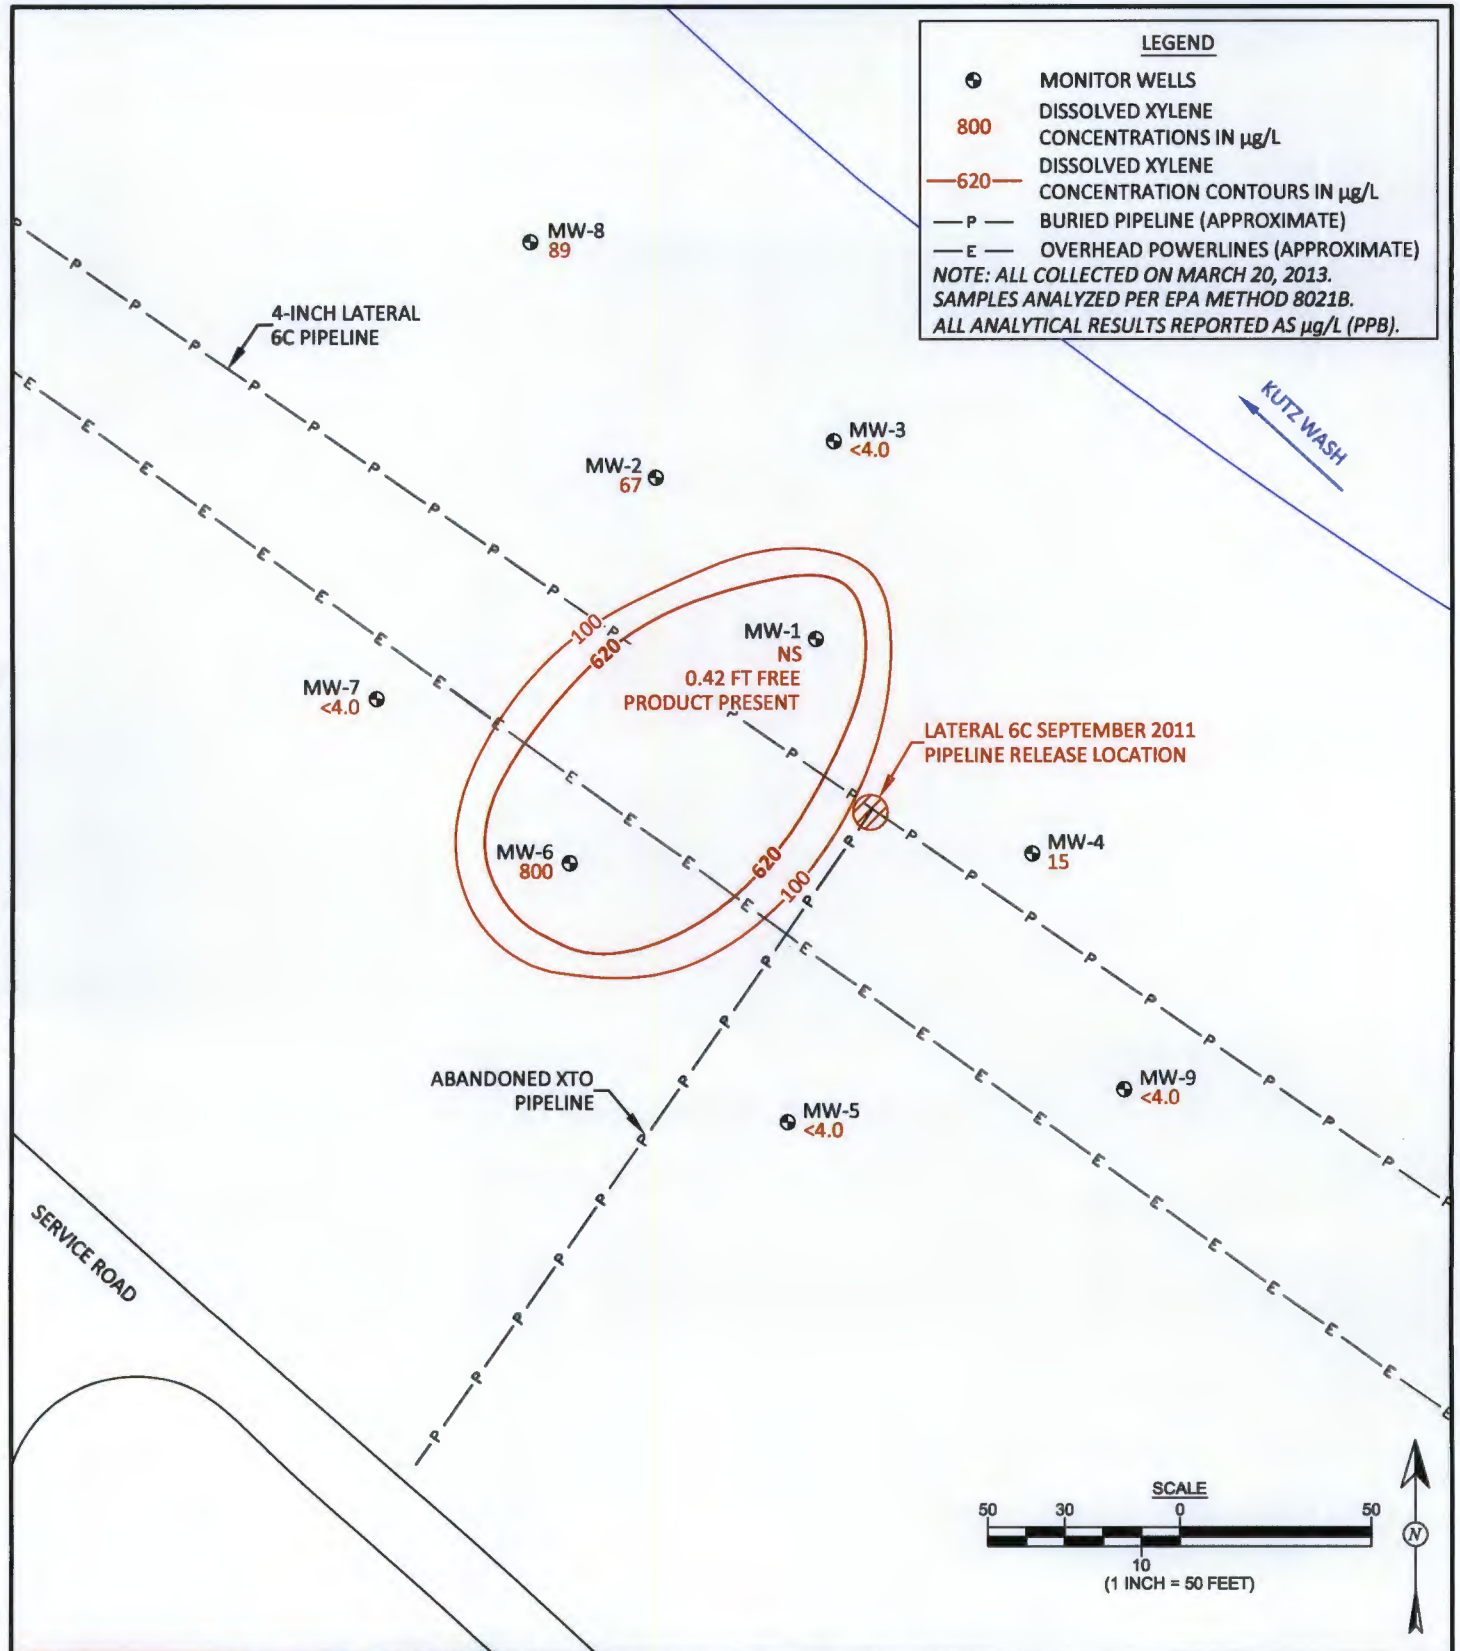 LEGEND
MONITOR WELLS
800
DISSOLVED XYLENE
CONCENTRATIONS IN µg/L
620
DISSOLVED XYLENE
CONCENTRATION CONTOURS IN µg/L
P
BURIED PIPELINE (APPROXIMATE)
E
OVERHEAD POWERLINES (APPROXIMATE)
NOTE: ALL COLLECTED ON MARCH 20, 2013.
SAMPLES ANALYZED PER EPA METHOD 8021B.
ALL ANALYTICAL RESULTS REPORTED AS µg/L (PPB).
MW-8
89
4-INCH LATERAL
6C PIPELINE
KUTZ WASH
MW-3
<4.0
MW-2
67
100
620
MW-1
NS
0.42 FT FREE
PRODUCT PRESENT
MW-7
<4.0
LATERAL 6C SEPTEMBER 2011
PIPELINE RELEASE LOCATION
MW-6
800
620
100
MW-4
15
ABANDONED XTO
PIPELINE
MW-5
<4.0
MW-9
<4.0
SERVICE ROAD
SCALE
50 30 0 50
10
(1 INCH = 50 FEET)
N